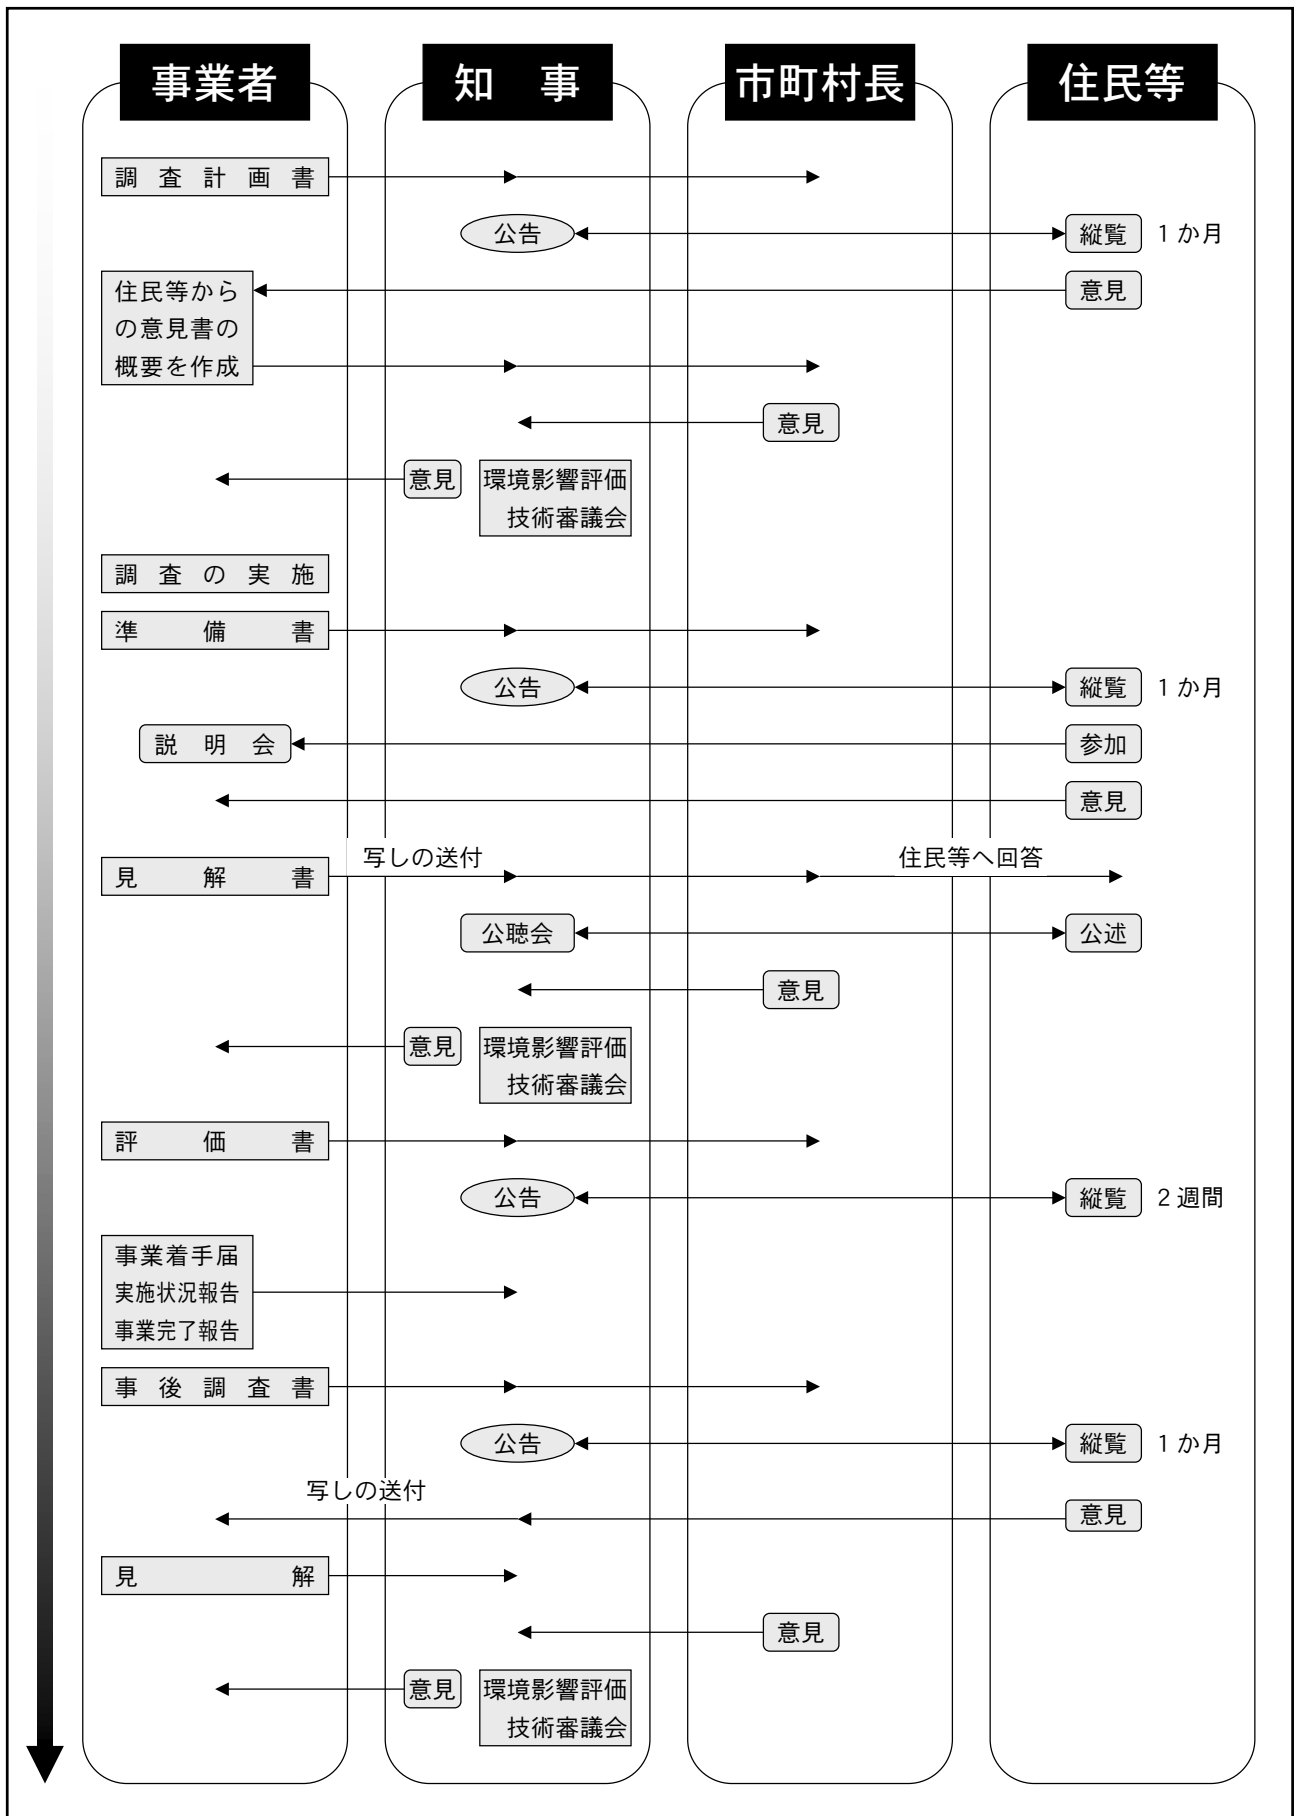 事業者
知　事
市町村長
住民等
調査計画書
公告
縦覧
1か月
住民等から
の意見書の
概要を作成
意見
意見
意見
環境影響評価
技術審議会
調査の実施
準備書
公告
縦覧
1か月
説明会
参加
意見
写しの送付
住民等へ回答
見解書
公聴会
公述
意見
意見
環境影響評価
技術審議会
評価書
公告
縦覧
2週間
事業着手届
実施状況報告
事業完了報告
事後調査書
公告
縦覧
1か月
写しの送付
意見
見解
意見
意見
環境影響評価
技術審議会